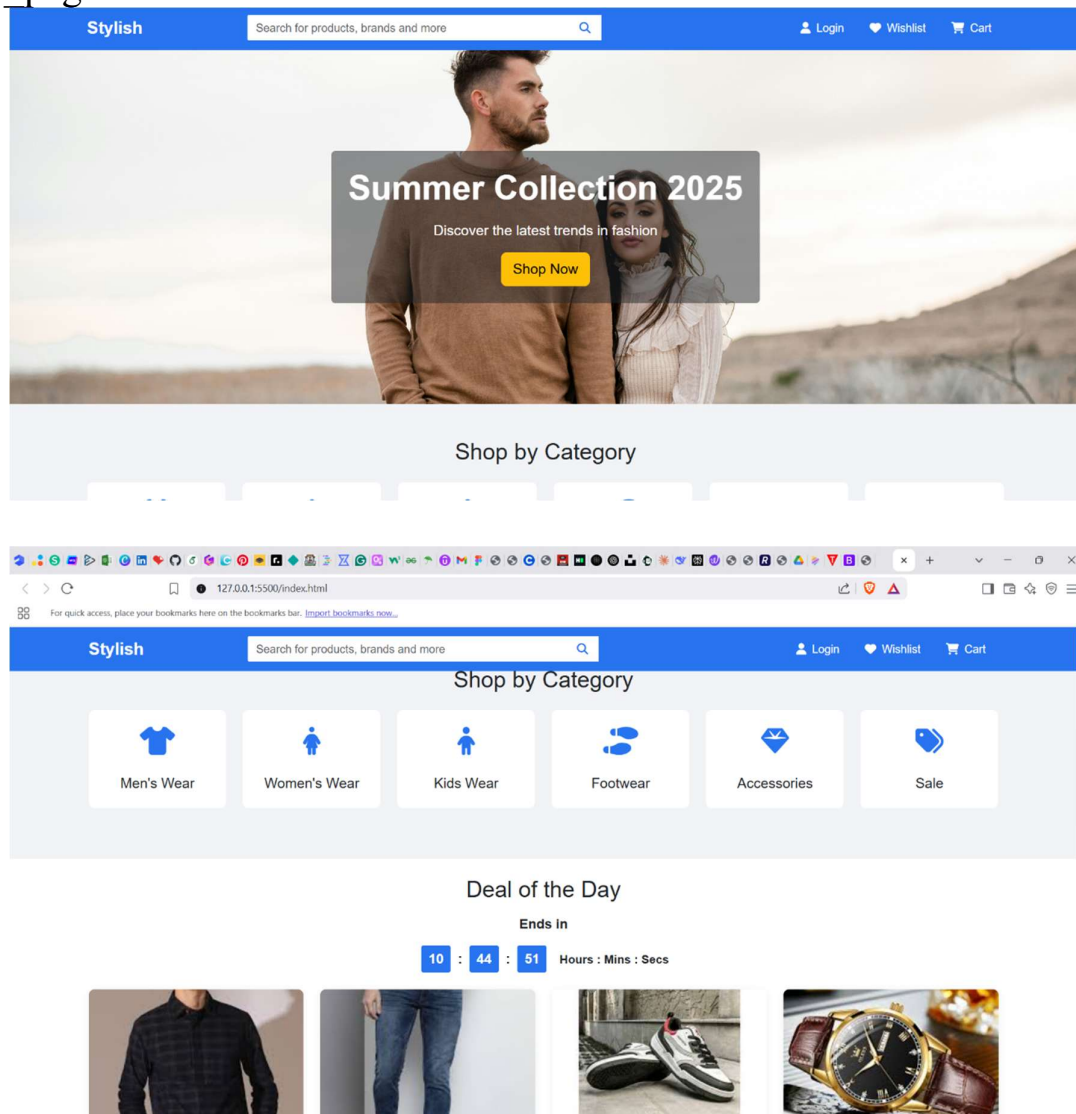 Stylish Search for products, brands and more Login Wishlist Cart
Summer Collection 2025
Discover the latest trends in fashion
Shop Now
Shop by Category
127.0.0.1:5500/index.html
For quick access, place your bookmarks here on the bookmarks bar. Import bookmarks now...
Stylish Search for products, brands and more Login Wishlist Cart
Shop by Category
Men's Wear Women's Wear Kids Wear Footwear Accessories Sale
Deal of the Day
Ends in
10 : 44 : 51 Hours : Mins : Secs